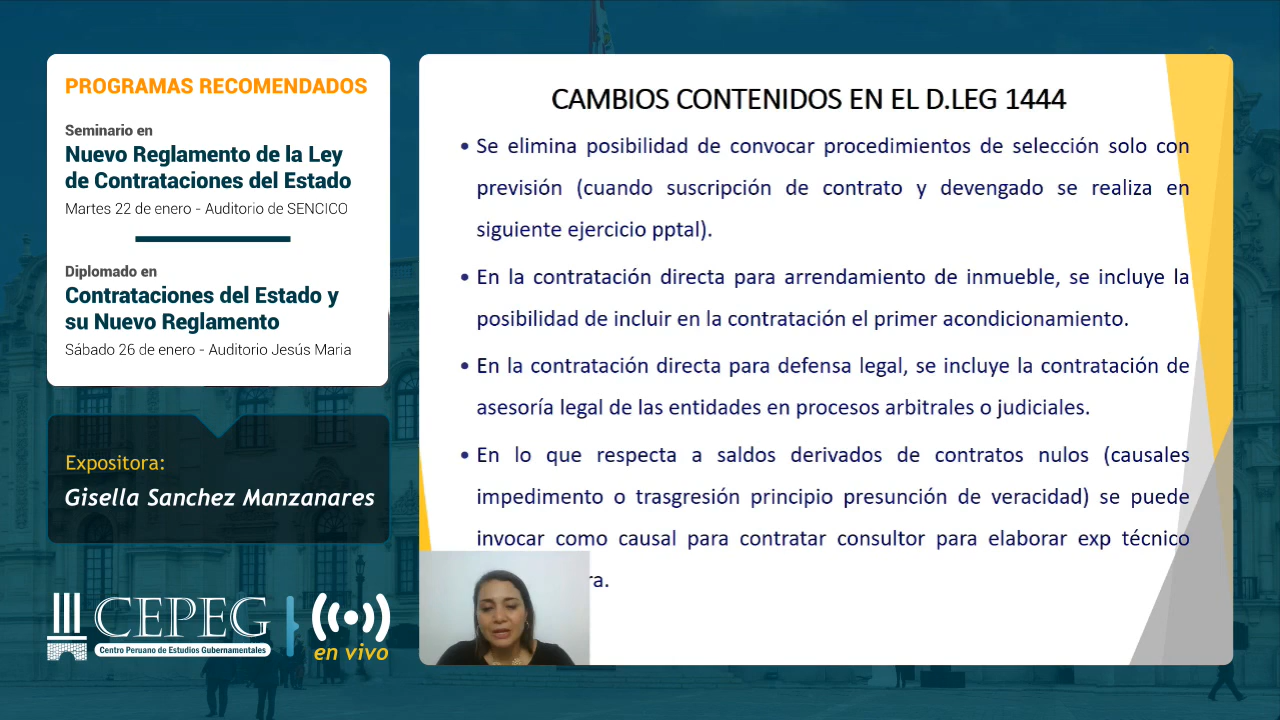 PROGRAMAS RECOMENDADOS
Seminario en
Nuevo Reglamento de la Ley
de Contrataciones del Estado
Martes 22 de enero - Auditorio de SENCICO
Diplomado en
Contrataciones del Estado y
su Nuevo Reglamento
Sábado 26 de enero - Auditorio Jesús Maria
Expositora:
Gisella Sanchez Manzanares
CEPEG
Centro Peruano de Estudios Gubernamentales
en vivo
CAMBIOS CONTENIDOS EN EL D.LEG 1444
• Se elimina posibilidad de convocar procedimientos de selección solo con
previsión (cuando suscripción de contrato y devengado se realiza en
siguiente ejercicio pptal).
• En la contratación directa para arrendamiento de inmueble, se incluye la
posibilidad de incluir en la contratación el primer acondicionamiento.
• En la contratación directa para defensa legal, se incluye la contratación de
asesoría legal de las entidades en procesos arbitrales o judiciales.
• En lo que respecta a saldos derivados de contratos nulos (causales
impedimento o trasgresión principio presunción de veracidad) se puede
invocar como causal para contratar consultor para elaborar exp técnico
ra.